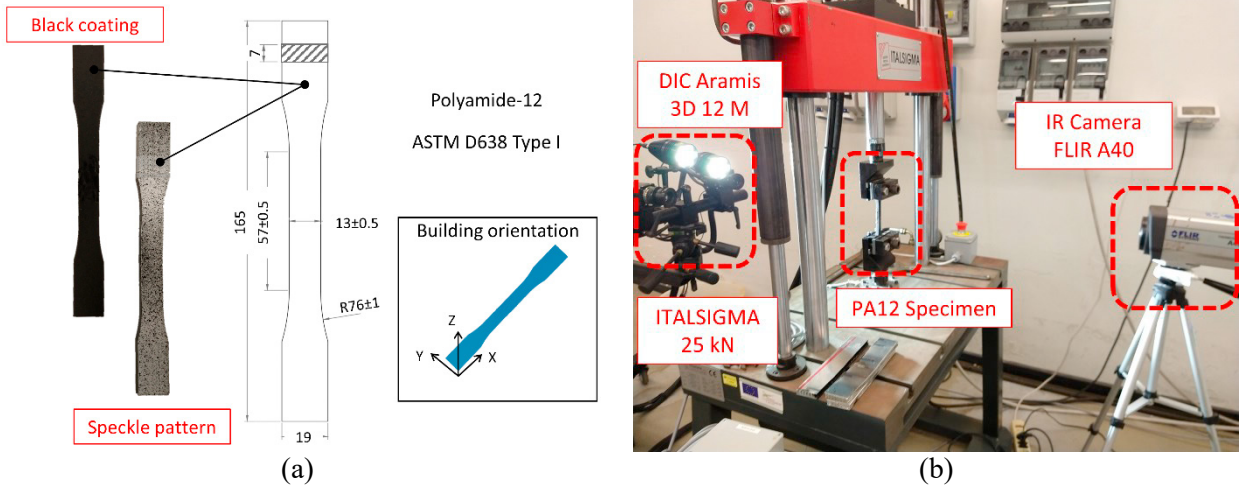 Black coating
7
Polyamide-12
ASTM D638 Type I
165
57±0.5
13±0.5
Building orientation
Z
Y
X
R76±1
Speckle pattern
19
(a)
ITALSIGMA
DIC Aramis
3D 12 M
IR Camera
FLIR A40
FLIR
ITALSIGMA
25 kN
PA12 Specimen
(b)